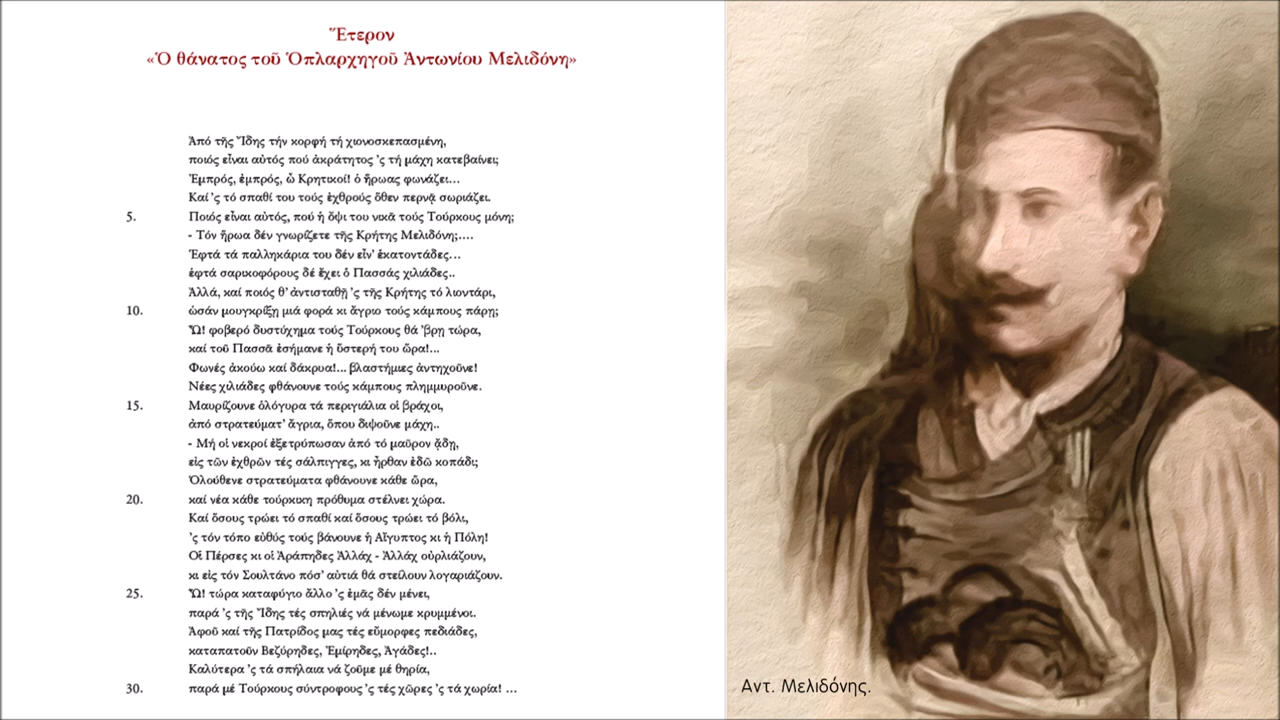 Ἕτερον
«Ὁ θάνατος τοῦ Ὁπλαρχηγοῦ Ἀντωνίου Μελιδόνη»
Ἀπό τῆς Ἴδης τήν κορφή τή χιονοσκεπασμένη,
ποιός εἶναι αὐτός πού ἀκράτητος ’ς τή μάχη κατεβαίνει;
Ἐμπρός, ἐμπρός, ὦ Κρητικοί! ὁ ἥρωας φωνάζει...
Καί ’ς τό σπαθί του τούς ἐχθρούς ὅθεν περνᾷ σωριάζει.
5. Ποιός εἶναι αὐτός, πού ἡ ὄψι του νικᾶ τούς Τούρκους μόνη;
- Τόν ἥρωα δέν γνωρίζετε τῆς Κρήτης Μελιδόνη;....
Ἑφτά τά παλληκάρια του δέν εἶν’ ἑκατοντάδες...
ἑφτά σαρικοφόρους δέ ἔχει ὁ Πασσάς χιλιάδες..
Ἀλλά, καί ποιός θ’ ἀντισταθῇ ’ς τῆς Κρήτης τό λιοντάρι,
10. ὡσάν μουγκρίξῃ μιά φορά κι ἄγριο τούς κάμπους πάρῃ;
Ὤ! φοβερό δυστύχημα τούς Τούρκους θά ’βρῃ τώρα,
καί τοῦ Πασσᾶ ἐσήμανε ἡ ὕστερή του ὥρα!...
Φωνές ἀκούω καί δάκρυα!... βλαστήμιες ἀντηχοῦνε!
Νέες χιλιάδες φθάνουνε τούς κάμπους πλημμυροῦνε.
15. Μαυρίζουνε ὁλόγυρα τά περιγιάλια οἱ βράχοι,
ἀπό στρατεύματ’ ἄγρια, ὅπου διψοῦνε μάχη..
- Μή οἱ νεκροί ἐξετρύπωσαν ἀπό τό μαῦρον ᾅδῃ,
εἰς τῶν ἐχθρῶν τές σάλπιγγες, κι ἦρθαν ἐδῶ κοπάδι;
Ὁλοῦθενε στρατεύματα φθάνουνε κάθε ὥρα,
20. καί νέα κάθε τούρκικη πρόθυμα στέλνει χώρα.
Καί ὅσους τρώει τό σπαθί καί ὅσους τρώει τό βόλι,
’ς τόν τόπο εὐθύς τούς βάνουνε ἡ Αἴγυπτος κι ἡ Πόλη!
Οἱ Πέρσες κι οἱ Ἀράπηδες Ἀλλάχ - Ἀλλάχ οὐρλιάζουν,
κι εἰς τόν Σουλτάνο πόσ’ αὐτιά θά στείλουν λογαριάζουν.
25. Ὤ! τώρα καταφύγιο ἄλλο ’ς ἐμᾶς δέν μένει,
παρά ’ς τῆς Ἴδης τές σπηλιές νά μένωμε κρυμμένοι.
Ἀφοῦ καί τῆς Πατρίδος μας τές εὔμορφες πεδιάδες,
καταπατοῦν Βεζύρηδες, Ἐμίρηδες, Ἀγάδες!..
Καλύτερα ’ς τά σπήλαια νά ζοῦμε μέ θηρία,
30. παρά μέ Τούρκους σύντροφους ’ς τές χῶρες ’ς τά χωρία! ...
Αντ. Μελιδόνης.